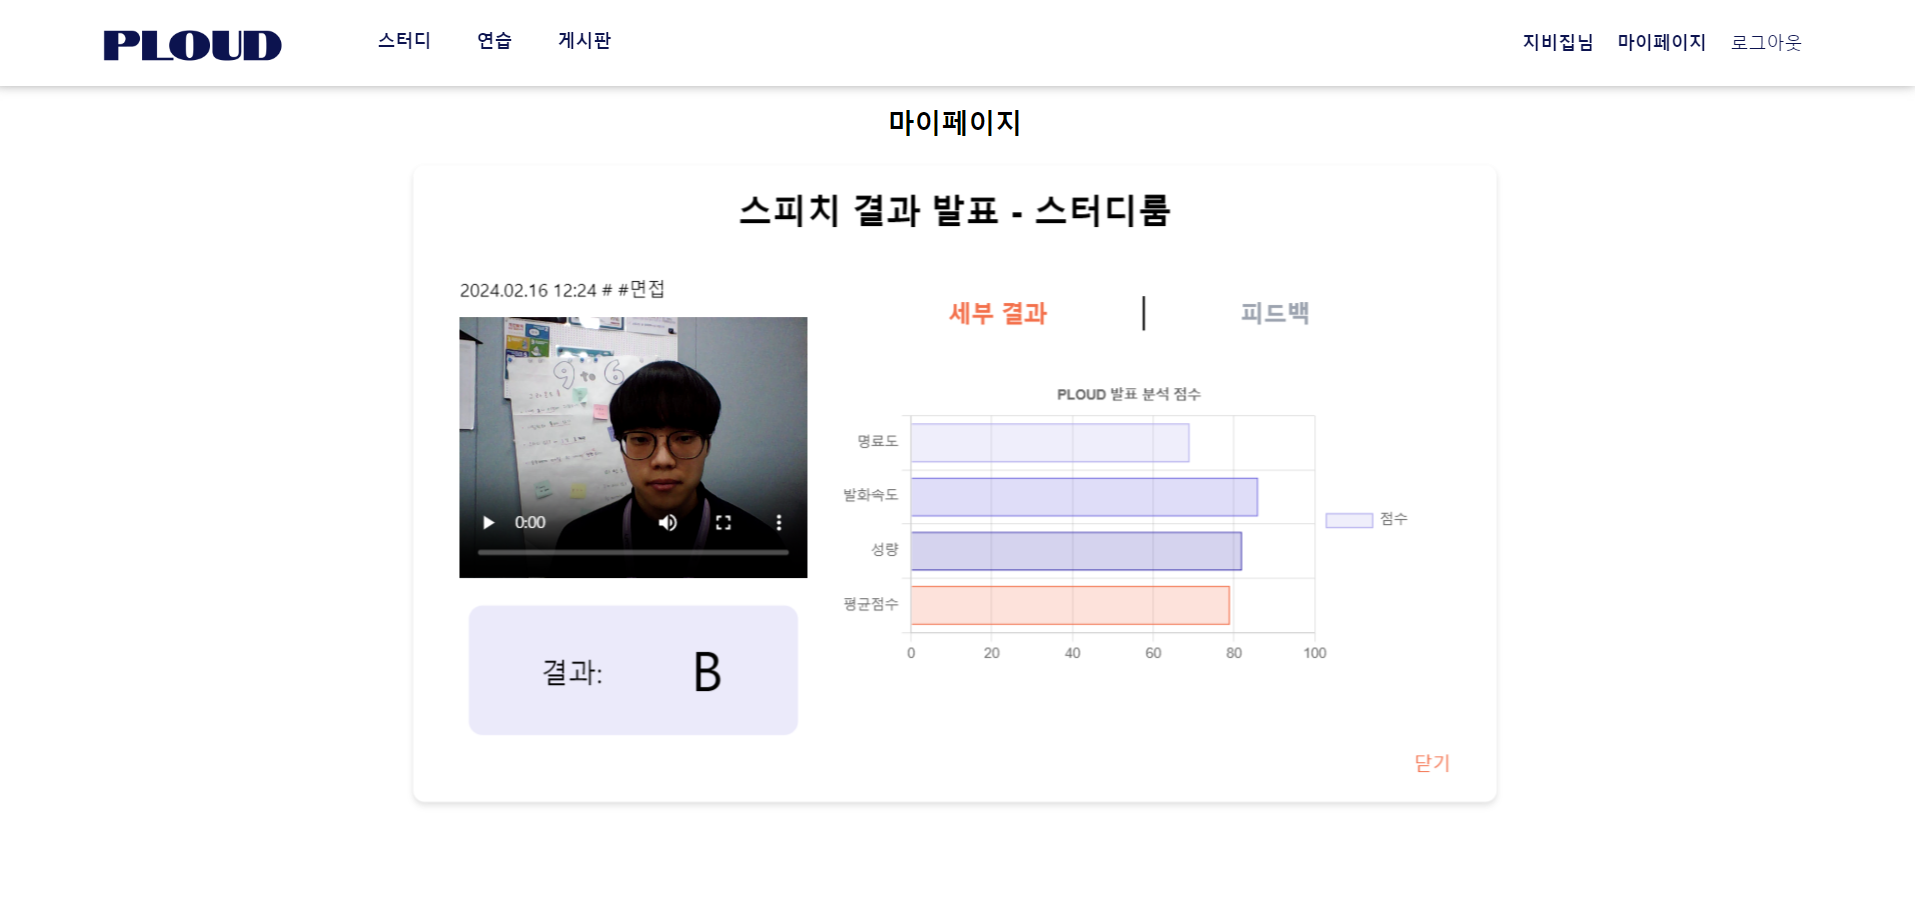 PLOUD
스터디 연습 게시판
지비집님 마이페이지 로그아웃
마이페이지
스피치 결과 발표 - 스터디룸
2024.02.16 12:24 # #면접
9 to 6
0:00
결과: B
세부 결과 | 피드백
PLOUD 발표 분석 점수
명료도
발화속도
성량
평균점수
0 20 40 60 80 100
점수
닫기